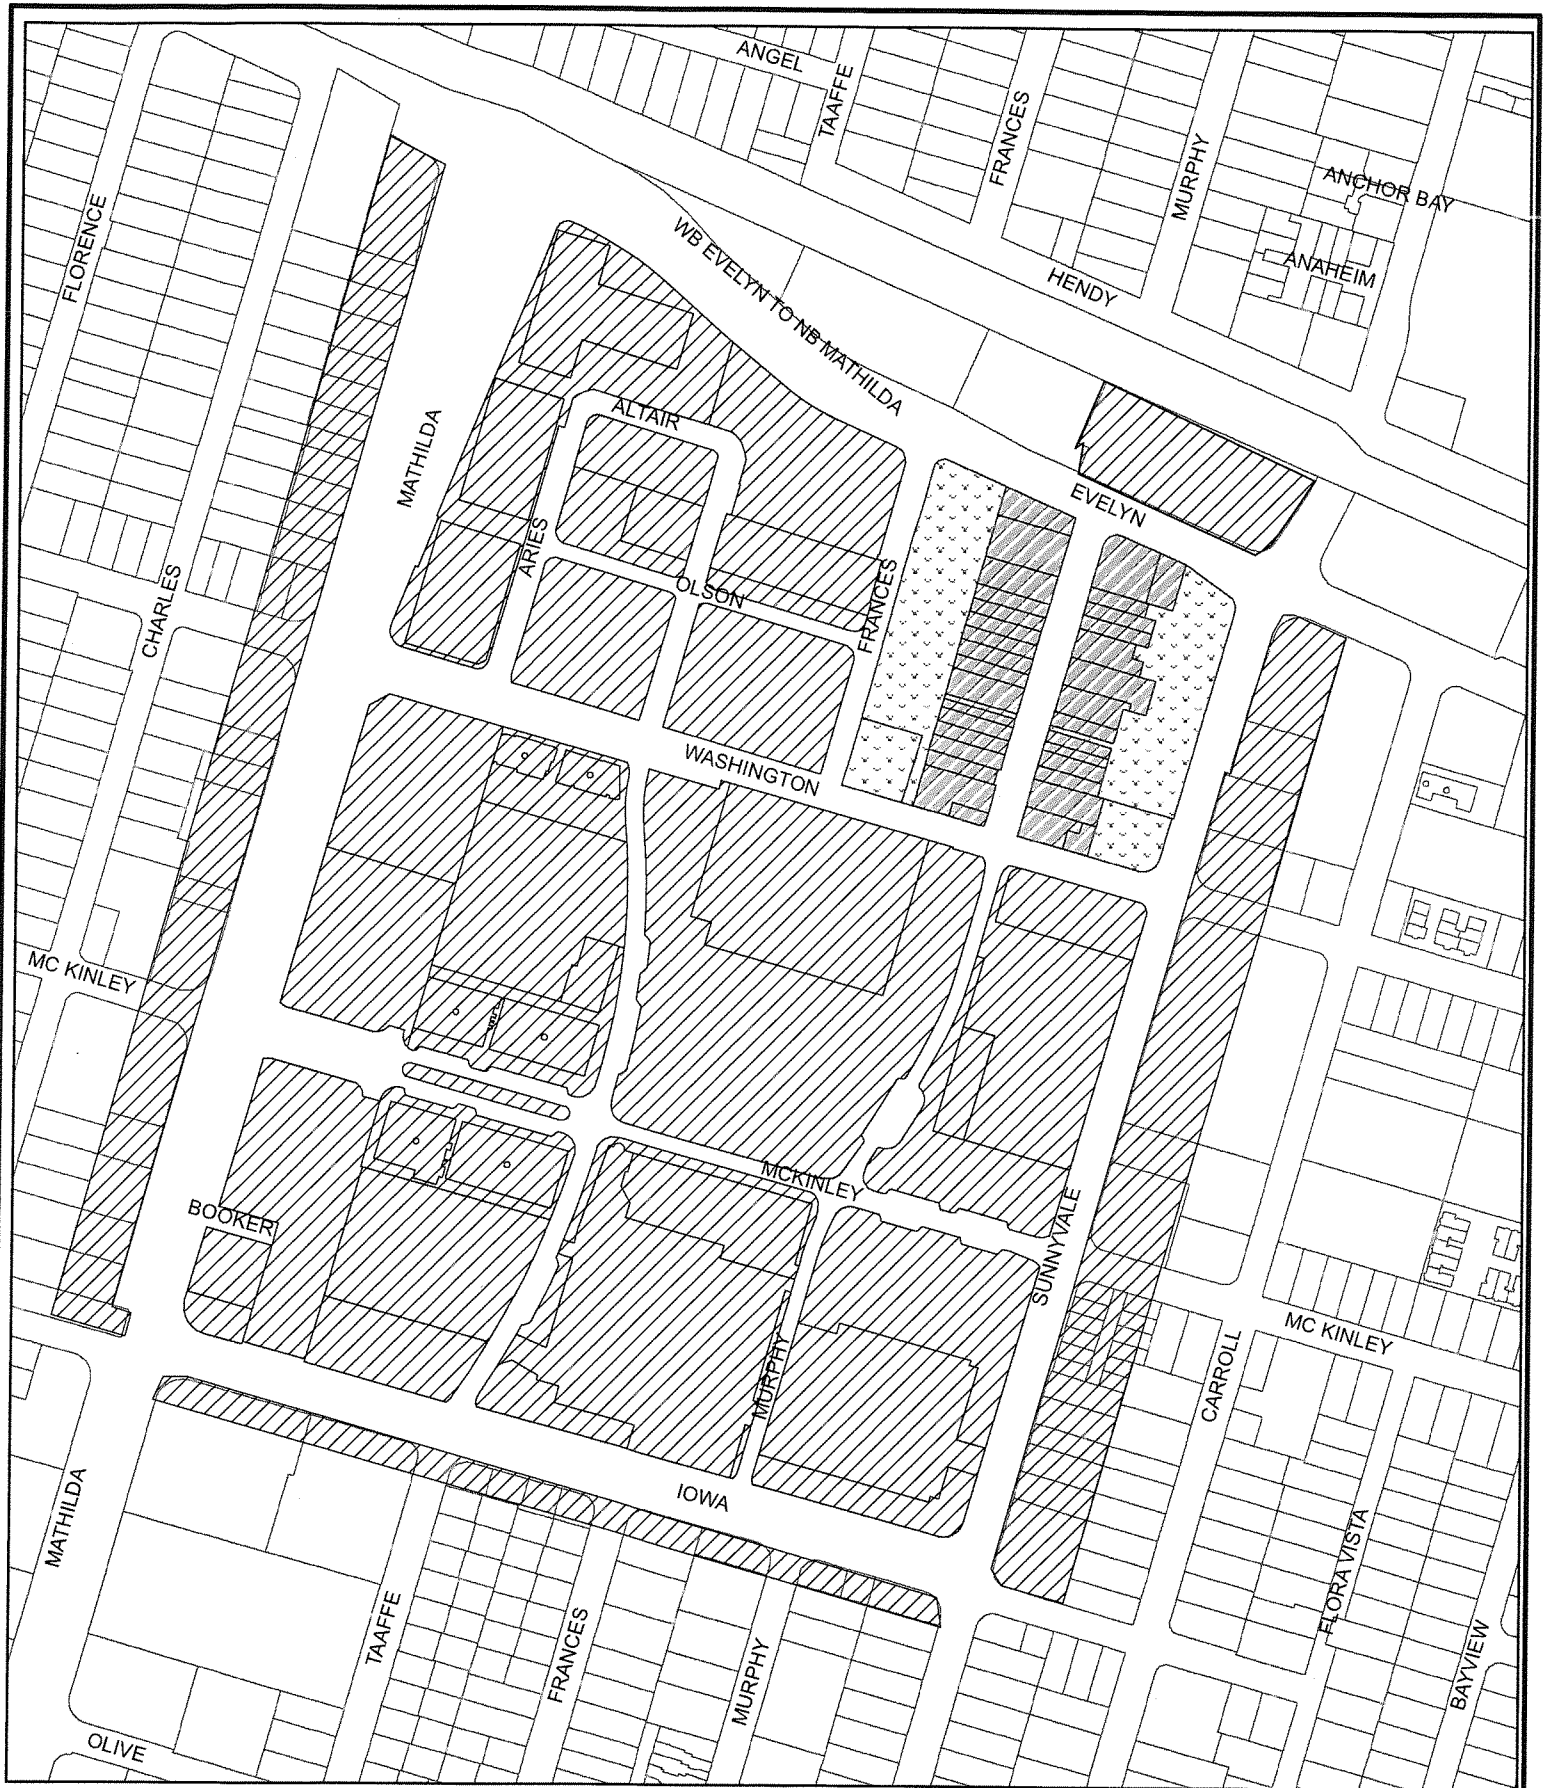 ANGEL
TAAFFE
FRANCES
MURPHY
ANCHOR BAY
ANAHEIM
HENDY
FLORENCE
WB EVELYN TO NB MATHILDA
ALTAIR
MATHILDA
EVELYN
ARIES
OLSON
FRANCES
CHARLES
WASHINGTON
MC KINLEY
MCKINLEY
BOOKER
SUNNYVALE
MC KINLEY
MURPHY
CARROLL
IOWA
MATHILDA
FLORA VISTA
TAAFFE
FRANCES
MURPHY
BAYVIEW
OLIVE